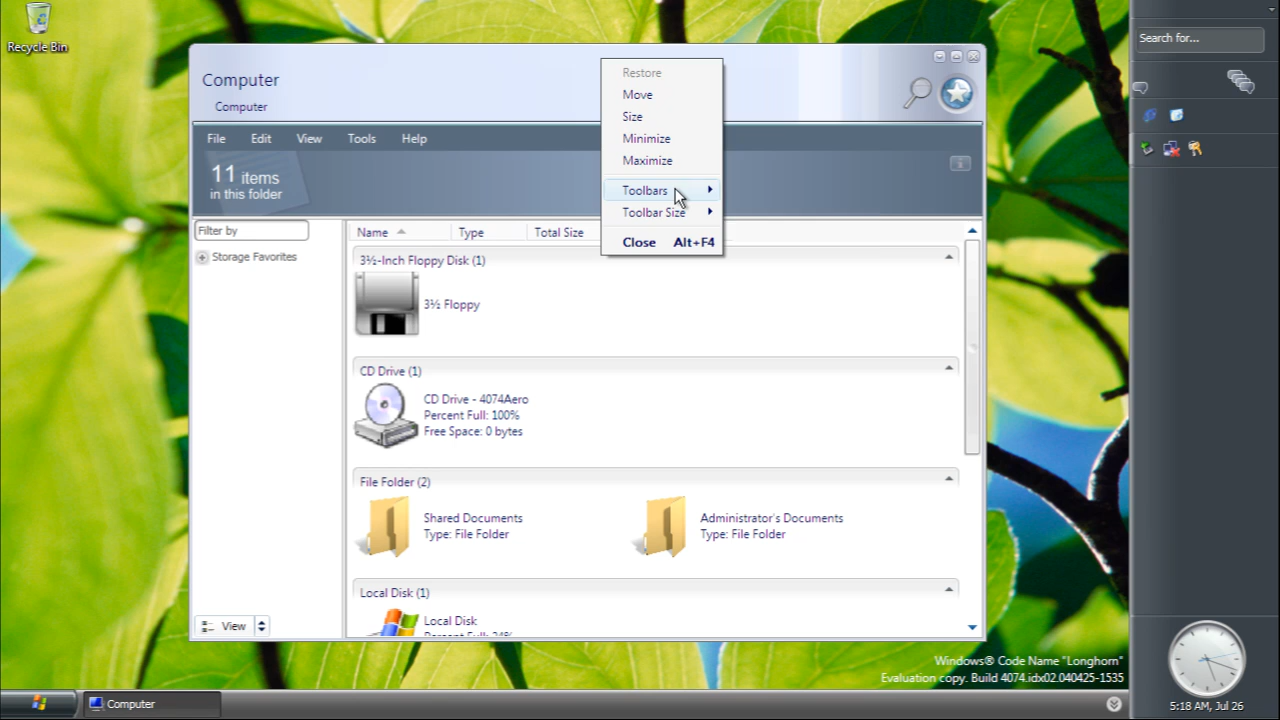 Recycle Bin
Computer
Computer
File Edit View Tools Help
11 items
in this folder
Filter by
Storage Favorites
Name Type Total Size
3½-Inch Floppy Disk (1)
3½ Floppy
CD Drive (1)
CD Drive - 4074Aero
Percent Full: 100%
Free Space: 0 bytes
File Folder (2)
Shared Documents
Type: File Folder
Administrator's Documents
Type: File Folder
Local Disk (1)
Local Disk
Percent Full: 24%
View
Restore
Move
Size
Minimize
Maximize
Toolbars
Toolbar Size
Close Alt+F4
Search for...
Windows® Code Name "Longhorn"
Evaluation copy. Build 4074.idx02.040425-1535
Computer
5:18 AM, Jul 26